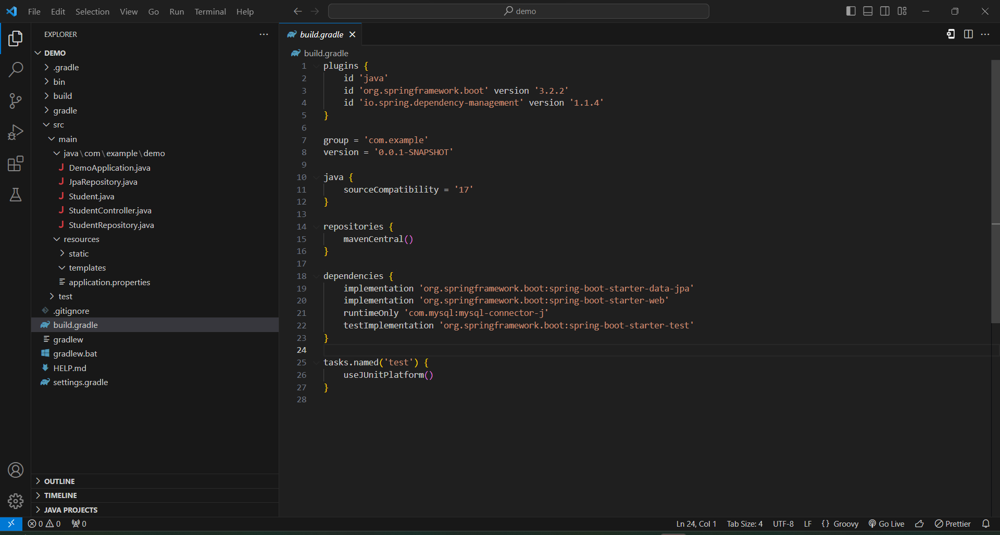 File Edit Selection View Go Run Terminal Help
demo
EXPLORER
DEMO
.gradle
bin
build
gradle
src
main
java\com\example\demo
DemoApplication.java
JpaRepository.java
Student.java
StudentController.java
StudentRepository.java
resources
static
templates
application.properties
test
.gitignore
build.gradle
gradlew
gradlew.bat
HELP.md
settings.gradle
OUTLINE
TIMELINE
JAVA PROJECTS
build.gradle
build.gradle
1 plugins {
2     id 'java'
3     id 'org.springframework.boot' version '3.2.2'
4     id 'io.spring.dependency-management' version '1.1.4'
5 }
6
7 group = 'com.example'
8 version = '0.0.1-SNAPSHOT'
9
10 java {
11     sourceCompatibility = '17'
12 }
13
14 repositories {
15     mavenCentral()
16 }
17
18 dependencies {
19     implementation 'org.springframework.boot:spring-boot-starter-data-jpa'
20     implementation 'org.springframework.boot:spring-boot-starter-web'
21     runtimeOnly 'com.mysql:mysql-connector-j'
22     testImplementation 'org.springframework.boot:spring-boot-starter-test'
23 }
24
25 tasks.named('test') {
26     useJUnitPlatform()
27 }
28
0 0 0
Ln 24, Col 1 Tab Size: 4 UTF-8 LF {} Groovy Go Live Prettier